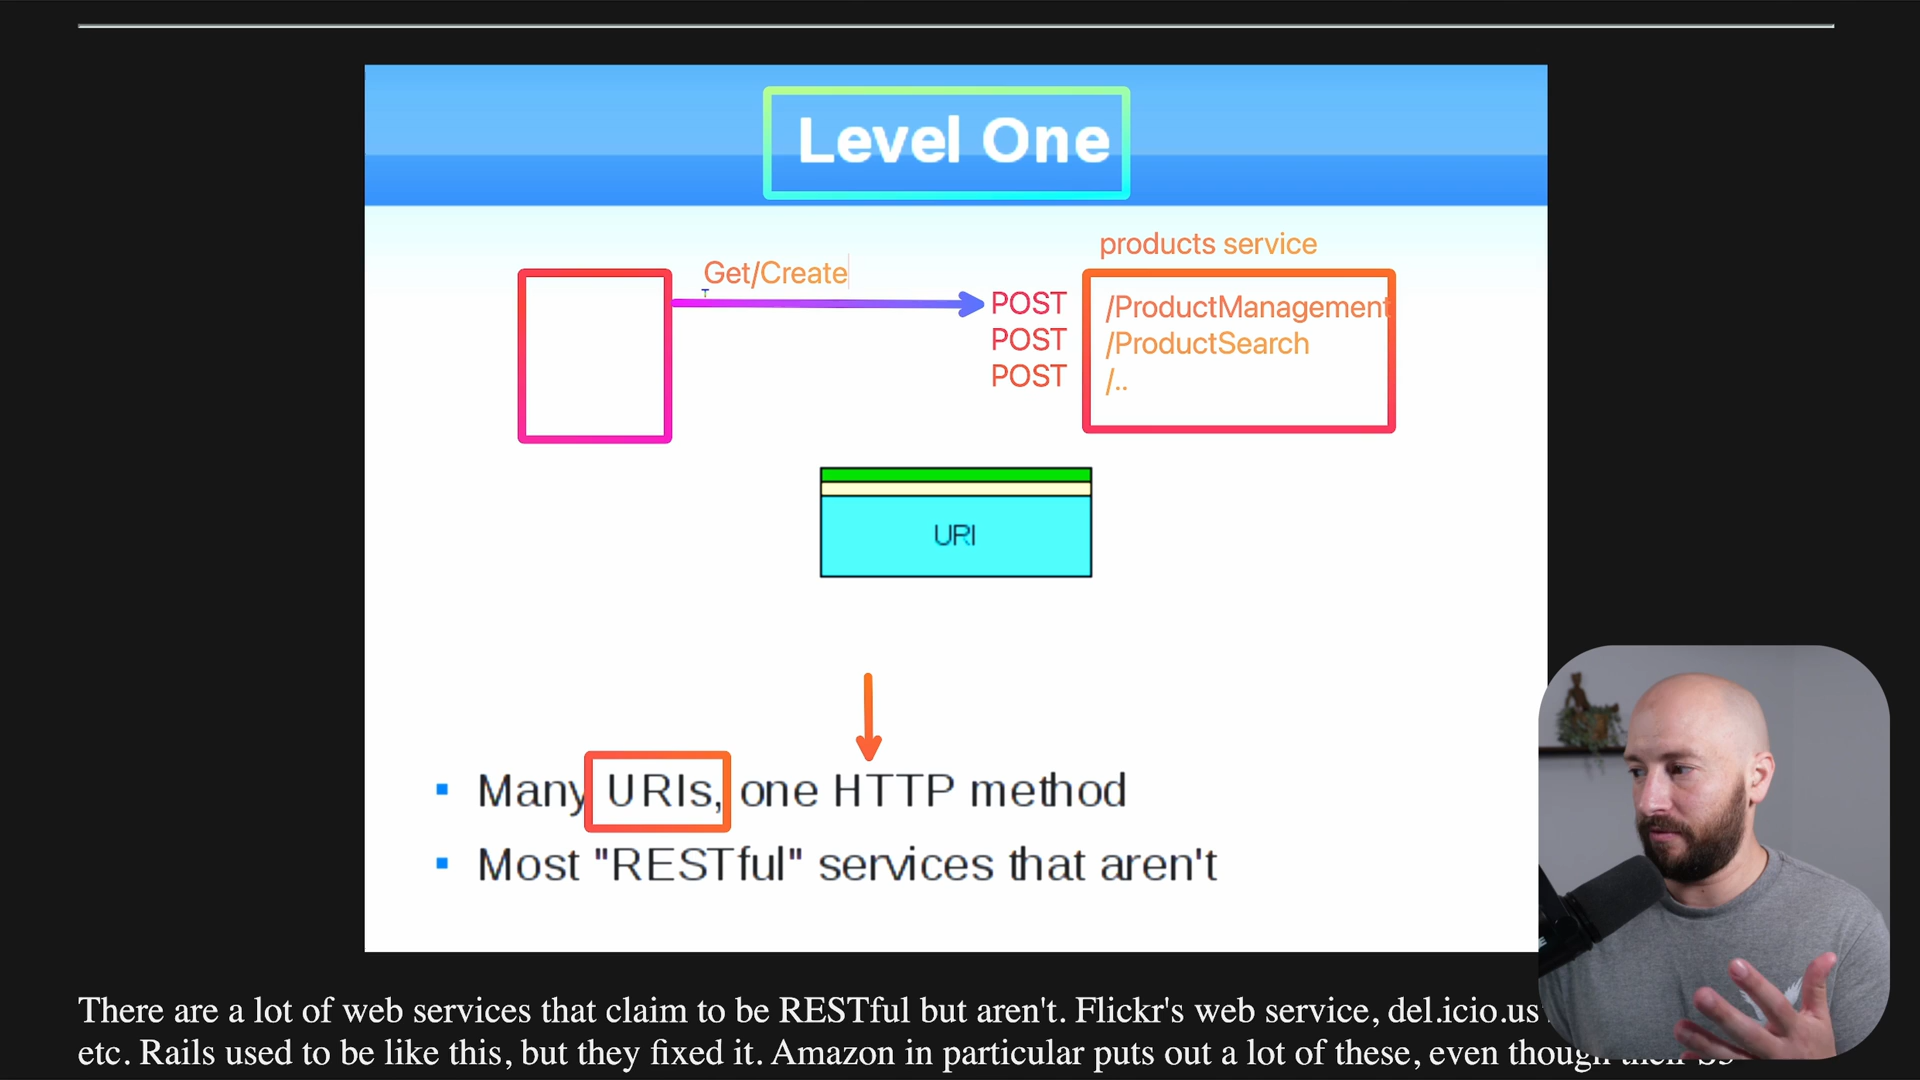 Level One
products service
Get/Create
POST /ProductManagement
POST /ProductSearch
POST /..
URI
▪ Many URIs, one HTTP method
▪ Most "RESTful" services that aren't
There are a lot of web services that claim to be RESTful but aren't. Flickr's web service, del.icio.us
etc. Rails used to be like this, but they fixed it. Amazon in particular puts out a lot of these, even though